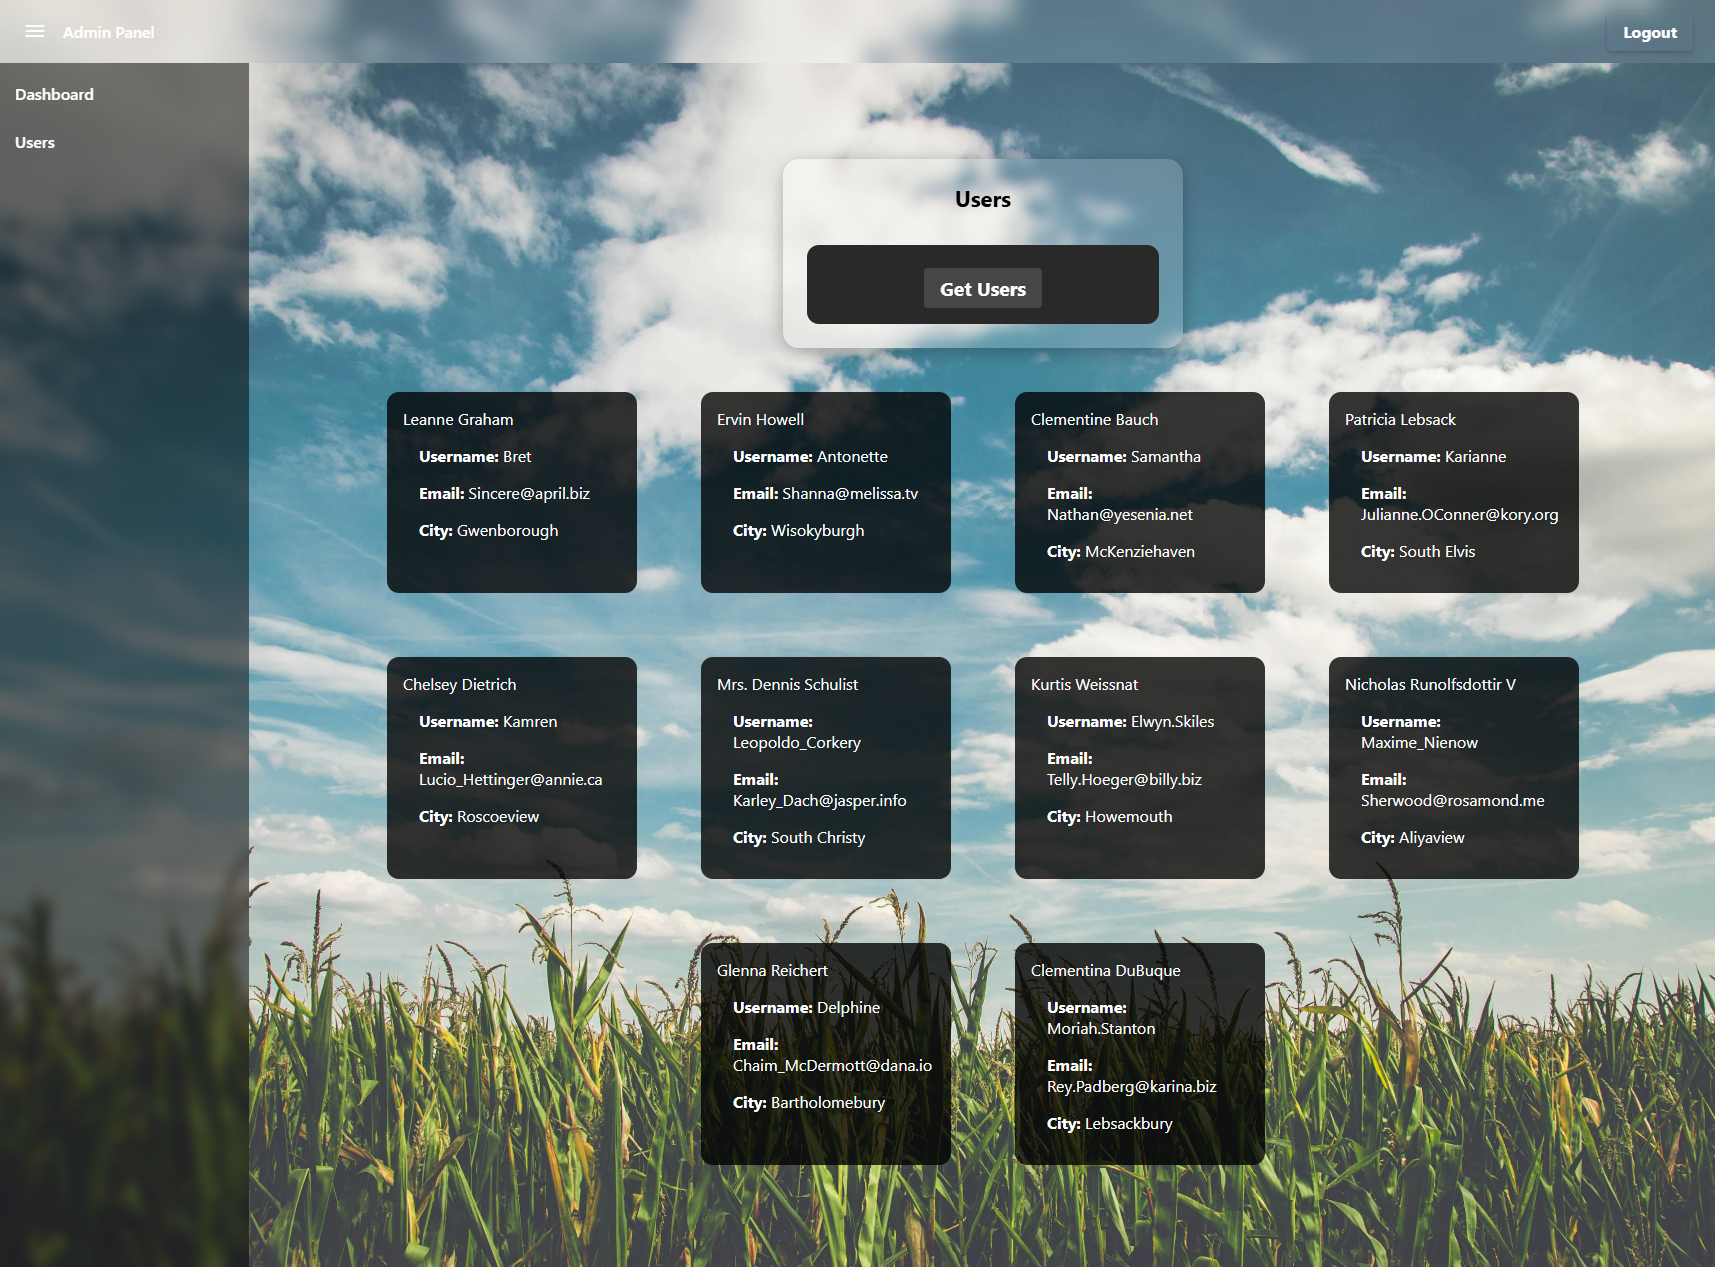 Admin Panel
Logout
Dashboard
Users
Users
Get Users
Leanne Graham
Username: Bret
Email: Sincere@april.biz
City: Gwenborough
Ervin Howell
Username: Antonette
Email: Shanna@melissa.tv
City: Wisokyburgh
Clementine Bauch
Username: Samantha
Email:
Nathan@yesenia.net
City: McKenziehaven
Patricia Lebsack
Username: Karianne
Email:
Julianne.OConner@kory.org
City: South Elvis
Chelsey Dietrich
Username: Kamren
Email:
Lucio_Hettinger@annie.ca
City: Roscoeview
Mrs. Dennis Schulist
Username:
Leopoldo_Corkery
Email:
Karley_Dach@jasper.info
City: South Christy
Kurtis Weissnat
Username: Elwyn.Skiles
Email:
Telly.Hoeger@billy.biz
City: Howemouth
Nicholas Runolfsdottir V
Username:
Maxime_Nienow
Email:
Sherwood@rosamond.me
City: Aliyaview
Glenna Reichert
Username: Delphine
Email:
Chaim_McDermott@dana.io
City: Bartholomebury
Clementina DuBuque
Username:
Moriah.Stanton
Email:
Rey.Padberg@karina.biz
City: Lebsackbury